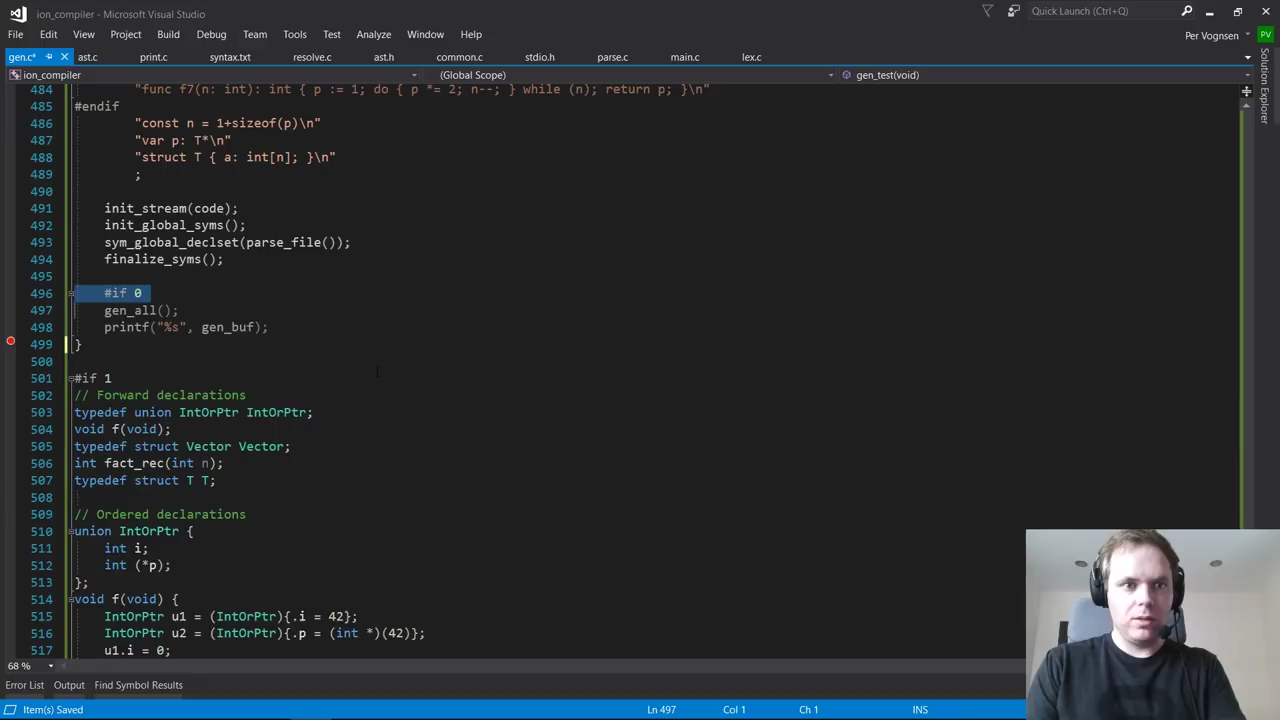 ion_compiler - Microsoft Visual Studio
Quick Launch (Ctrl+Q)
File Edit View Project Build Debug Team Tools Test Analyze Window Help
Per Vognsen PV
gen.c* ast.c print.c syntax.txt resolve.c ast.h common.c stdio.h parse.c main.c lex.c
ion_compiler (Global Scope) gen_test(void)
Solution Explorer
484 "func f7(n: int): int { p := 1; do { p *= 2; n--; } while (n); return p; }\n"
485 #endif
486 "const n = 1+sizeof(p)\n"
487 "var p: T*\n"
488 "struct T { a: int[n]; }\n"
489 ;
490
491 init_stream(code);
492 init_global_syms();
493 sym_global_declset(parse_file());
494 finalize_syms();
495
496 #if 0
497 gen_all();
498 printf("%s", gen_buf);
499 }
500
501 #if 1
502 // Forward declarations
503 typedef union IntOrPtr IntOrPtr;
504 void f(void);
505 typedef struct Vector Vector;
506 int fact_rec(int n);
507 typedef struct T T;
508
509 // Ordered declarations
510 union IntOrPtr {
511 int i;
512 int (*p);
513 };
514 void f(void) {
515 IntOrPtr u1 = (IntOrPtr){.i = 42};
516 IntOrPtr u2 = (IntOrPtr){.p = (int *)(42)};
517 u1.i = 0;
68 %
Error List Output Find Symbol Results
Item(s) Saved Ln 497 Col 1 Ch 1 INS